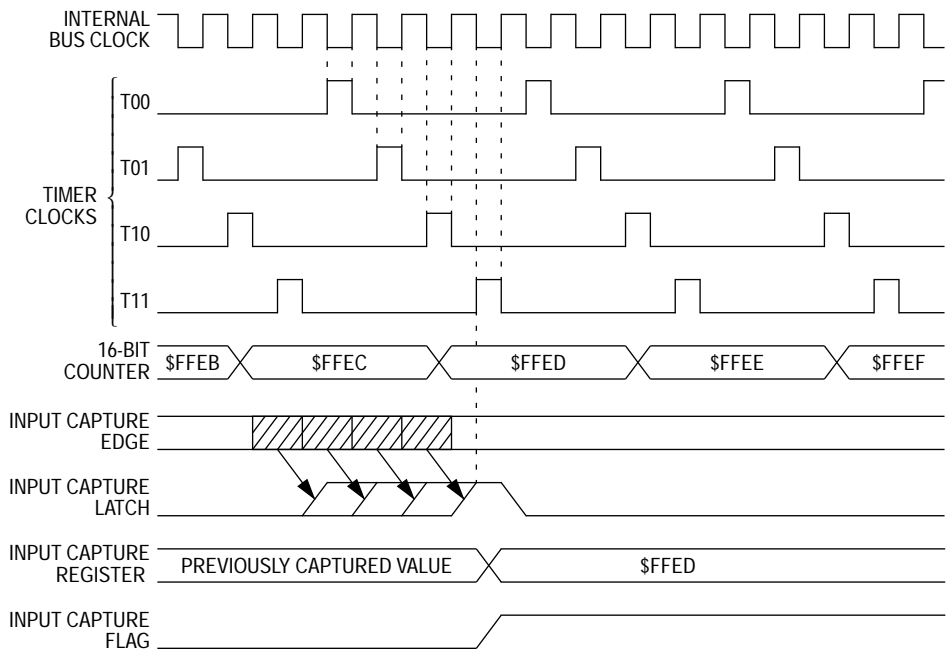 INTERNAL
BUS CLOCK
T00
T01
TIMER
CLOCKS
T10
T11
16-BIT
COUNTER
$FFEB
$FFEC
$FFED
$FFEE
$FFEF
INPUT CAPTURE
EDGE
INPUT CAPTURE
LATCH
INPUT CAPTURE
REGISTER
PREVIOUSLY CAPTURED VALUE
$FFED
INPUT CAPTURE
FLAG